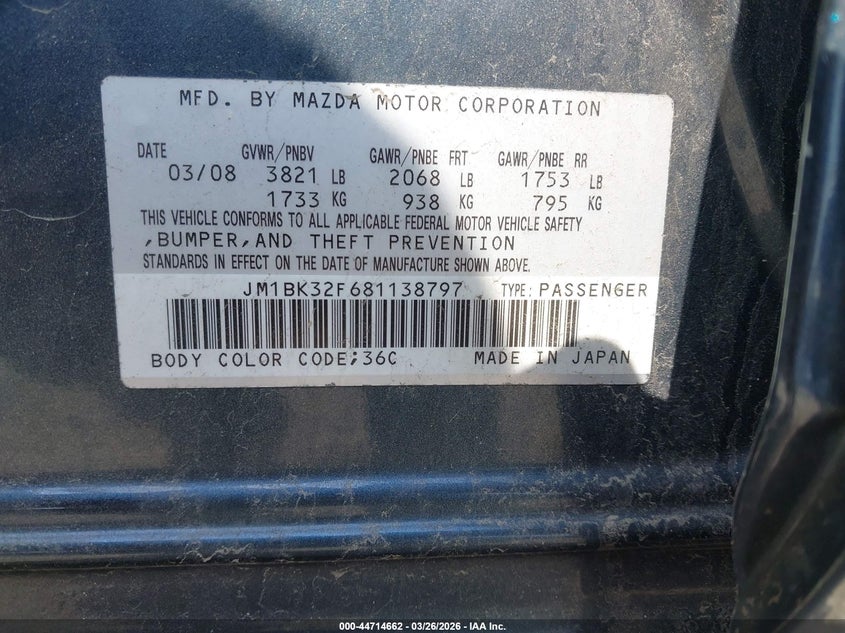 MFD. BY MAZDA MOTOR CORPORATION
DATE GVWR/PNBV GAWR/PNBE FRT GAWR/PNBE RR
03/08 3821 LB 2068 LB 1753 LB
1733 KG 938 KG 795 KG
THIS VEHICLE CONFORMS TO ALL APPLICABLE FEDERAL MOTOR VEHICLE SAFETY
,BUMPER,AND THEFT PREVENTION
STANDARDS IN EFFECT ON THE DATE OF MANUFACTURE SHOWN ABOVE.
JM1BK32F681138797 TYPE:PASSENGER
BODY COLOR CODE;36C MADE IN JAPAN
000-44714662 — 03/26/2026 — IAA Inc.